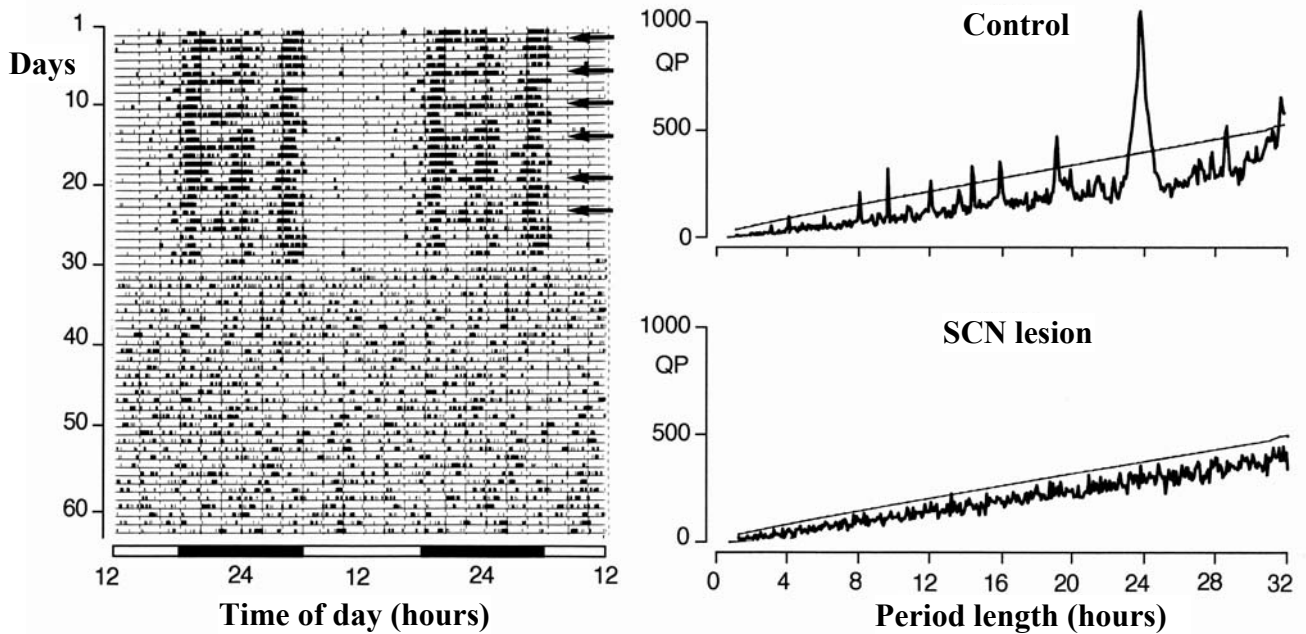 1
Days
10
20
30
40
50
60
12 24 12 24 12
Time of day (hours)
Control
1000
QP
500
0
SCN lesion
1000
QP
500
0
0 4 8 12 16 20 24 28 32
Period length (hours)